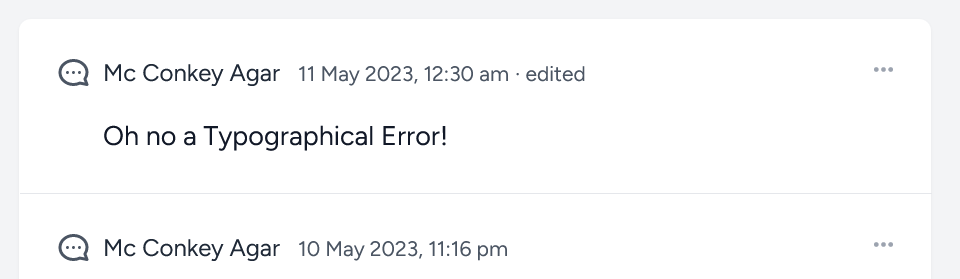 Mc Conkey Agar 11 May 2023, 12:30 am · edited
Oh no a Typographical Error!
Mc Conkey Agar 10 May 2023, 11:16 pm